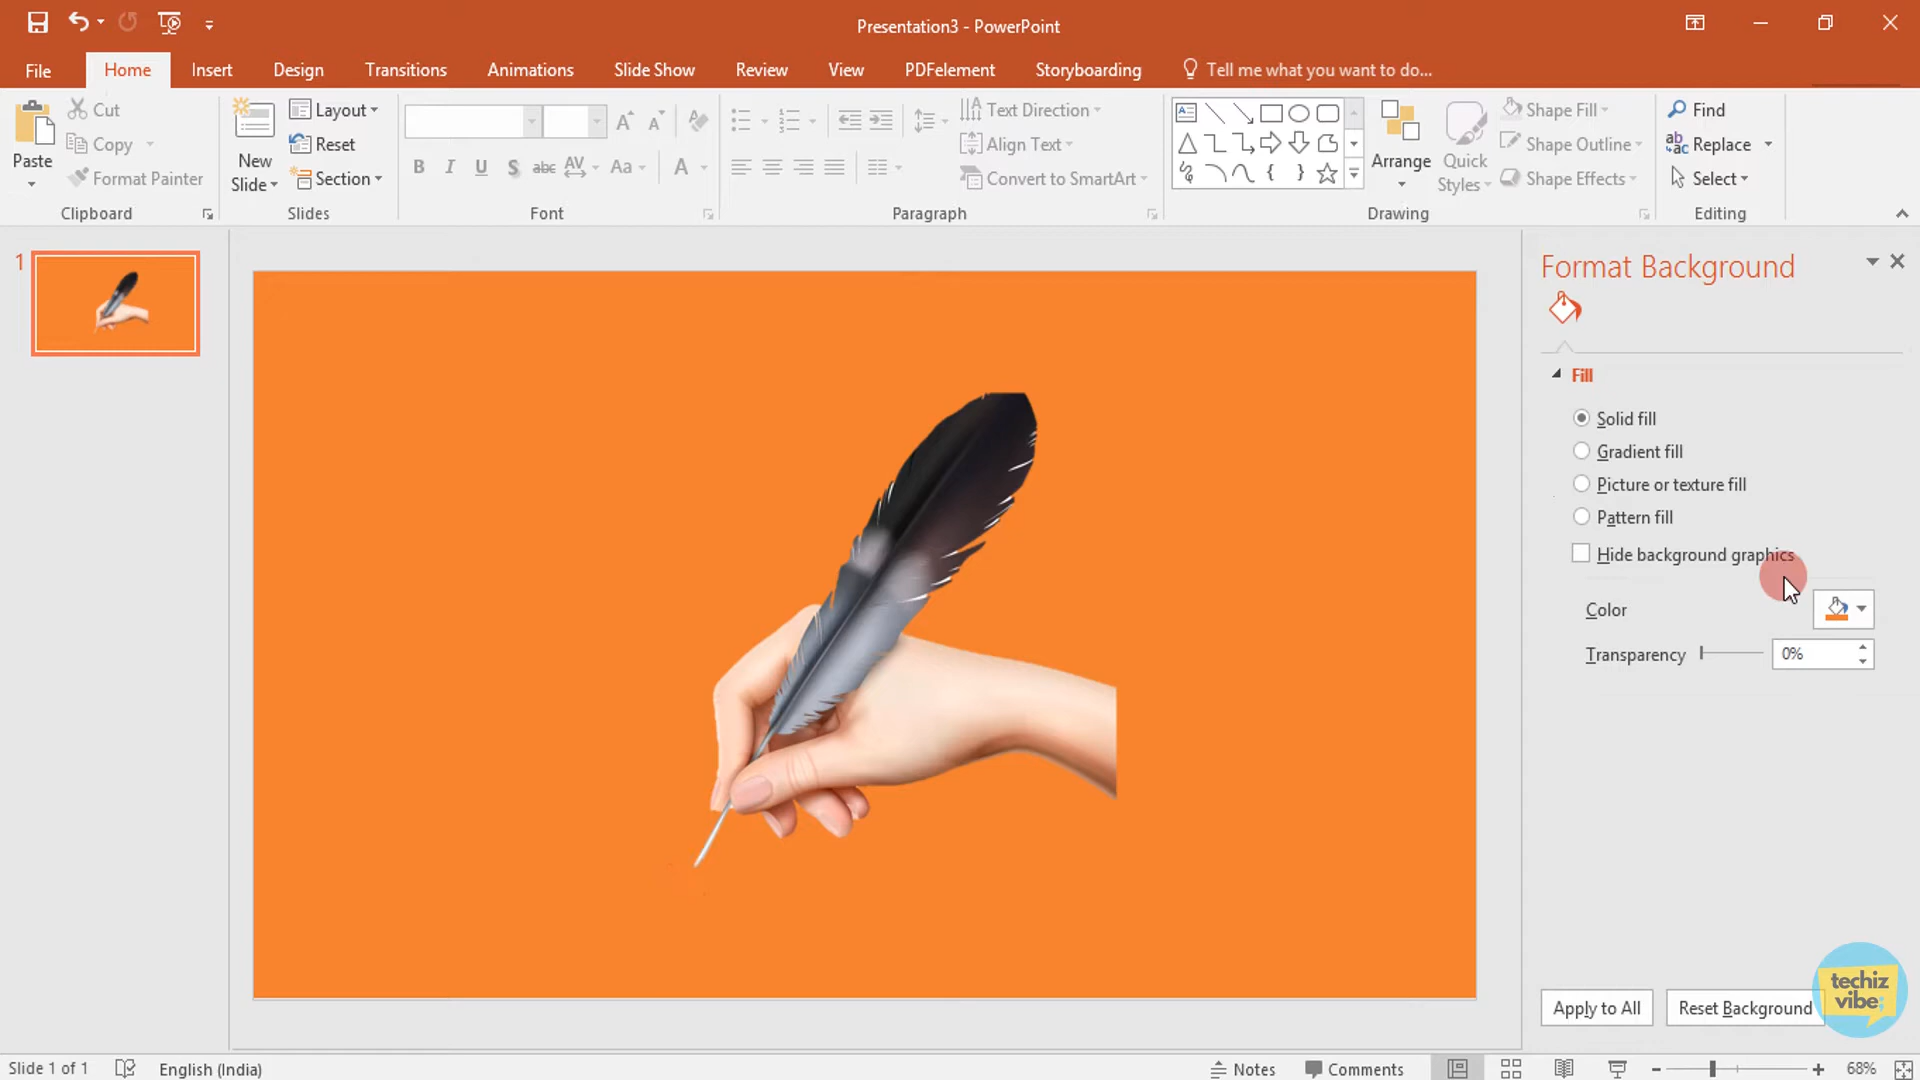 Presentation3 - PowerPoint
File Home Insert Design Transitions Animations Slide Show Review View PDFelement Storyboarding Tell me what you want to do...
Paste
Cut
Copy
Format Painter
Clipboard
New
Slide
Layout
Reset
Section
Slides
B I U S abc AV Aa A
Font
Text Direction
Align Text
Convert to SmartArt
Paragraph
Arrange
Quick
Styles
Shape Fill
Shape Outline
Shape Effects
Drawing
Find
Replace
Select
Editing
1
Format Background
Fill
Solid fill
Gradient fill
Picture or texture fill
Pattern fill
Hide background graphics
Color
Transparency 0%
Apply to All Reset Background
techiz
vibe
Slide 1 of 1 English (India) Notes Comments 68%